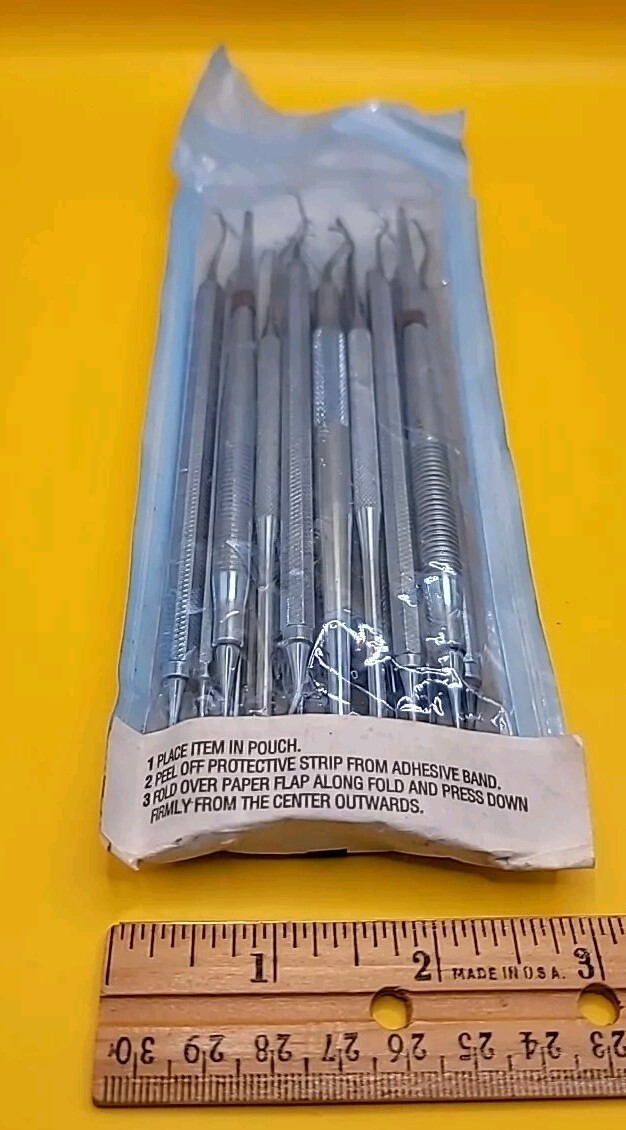 1 PLACE ITEM IN POUCH.
2 PEEL OFF PROTECTIVE STRIP FROM ADHESIVE BAND.
3 FOLD OVER PAPER FLAP ALONG FOLD AND PRESS DOWN
FIRMLY FROM THE CENTER OUTWARDS.
1 2 MADE IN U.S.A. 3
30 29 28 27 26 25 24 23